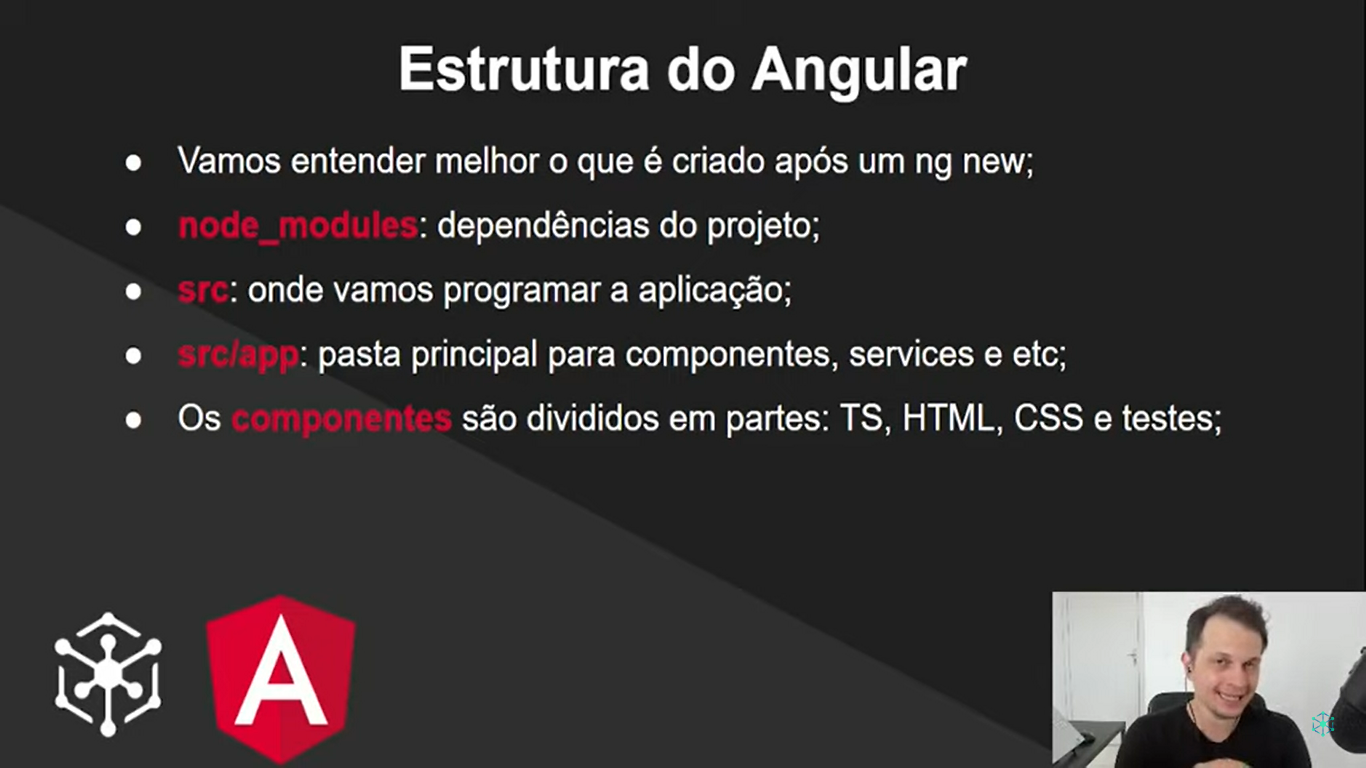 Estrutura do Angular
● Vamos entender melhor o que é criado após um ng new;
● node_modules: dependências do projeto;
● src: onde vamos programar a aplicação;
● src/app: pasta principal para componentes, services e etc;
● Os componentes são divididos em partes: TS, HTML, CSS e testes;
A